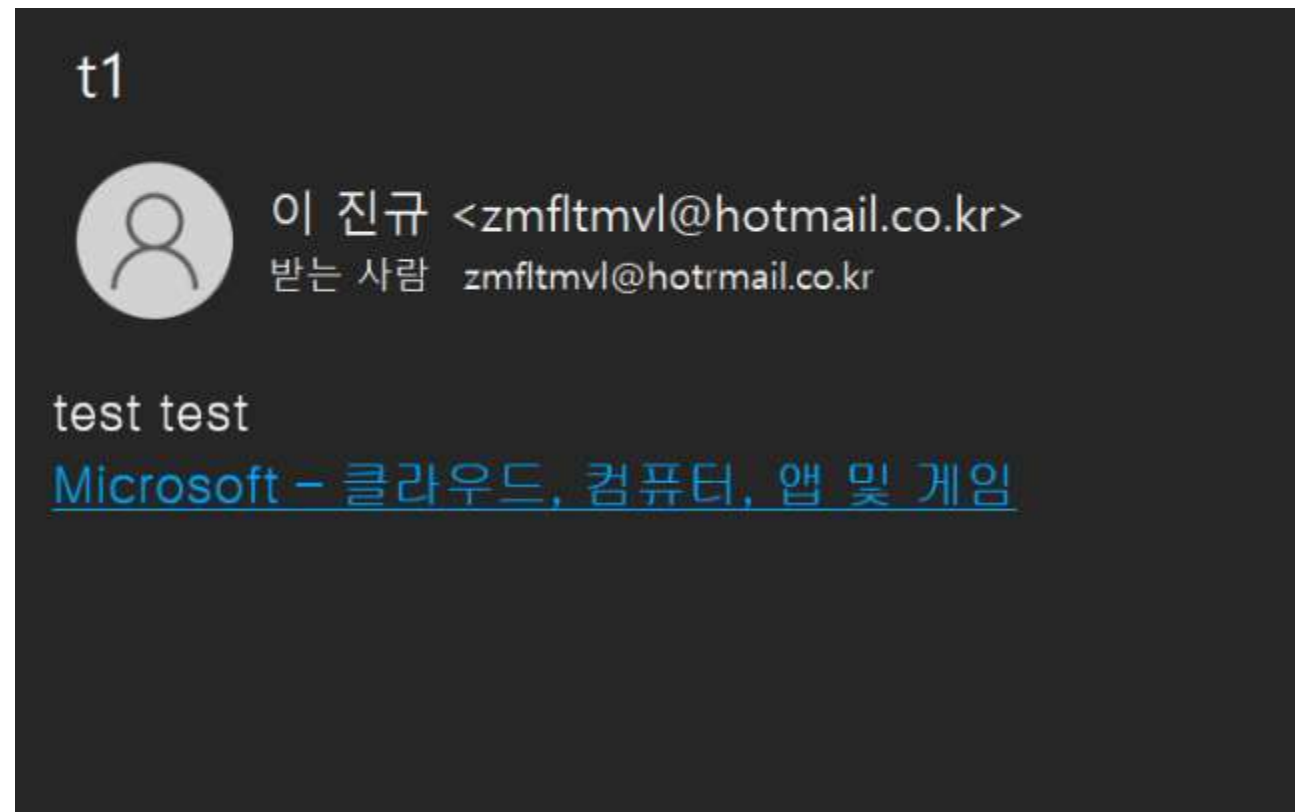 t1
이 진규 <zmfltmvl@hotmail.co.kr>
받는 사람 zmfltmvl@hotrmail.co.kr
test test
Microsoft – 클라우드, 컴퓨터, 앱 및 게임